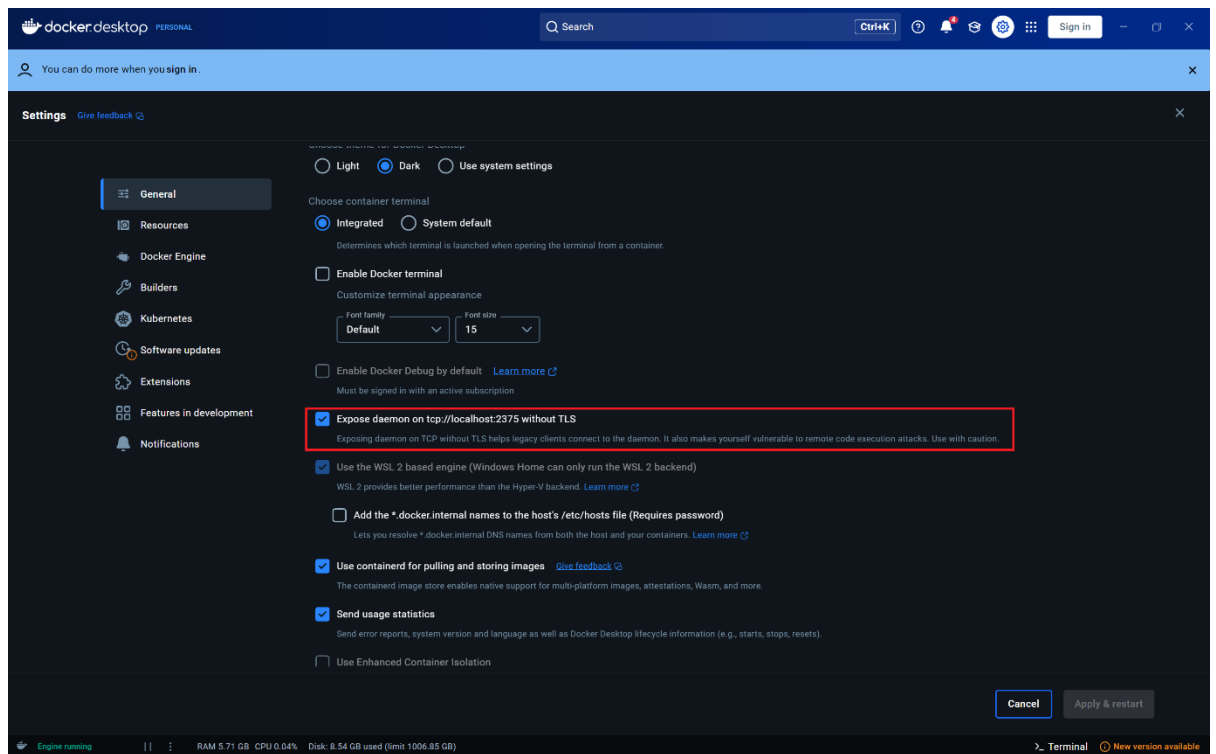 docker.desktop PERSONAL
Search
Ctrl+K
4
Sign in
You can do more when you sign in.
Settings Give feedback
Choose theme for Docker Desktop
Light Dark Use system settings
General
Resources
Docker Engine
Builders
Kubernetes
Software updates
Extensions
Features in development
Notifications
Choose container terminal
Integrated System default
Determines which terminal is launched when opening the terminal from a container.
Enable Docker terminal
Customize terminal appearance
Font family Font size
Default 15
Enable Docker Debug by default Learn more
Must be signed in with an active subscription
Expose daemon on tcp://localhost:2375 without TLS
Exposing daemon on TCP without TLS helps legacy clients connect to the daemon. It also makes yourself vulnerable to remote code execution attacks. Use with caution.
Use the WSL 2 based engine (Windows Home can only run the WSL 2 backend)
WSL 2 provides better performance than the Hyper-V backend. Learn more
Add the *.docker.internal names to the host's /etc/hosts file (Requires password)
Lets you resolve *.docker.internal DNS names from both the host and your containers. Learn more
Use containerd for pulling and storing images Give feedback
The containerd image store enables native support for multi-platform images, attestations, Wasm, and more.
Send usage statistics
Send error reports, system version and language as well as Docker Desktop lifecycle information (e.g., starts, stops, resets).
Use Enhanced Container Isolation
Cancel Apply & restart
Engine running RAM 5.71 GB CPU 0.04% Disk: 8.54 GB used (limit 1006.85 GB) Terminal New version available